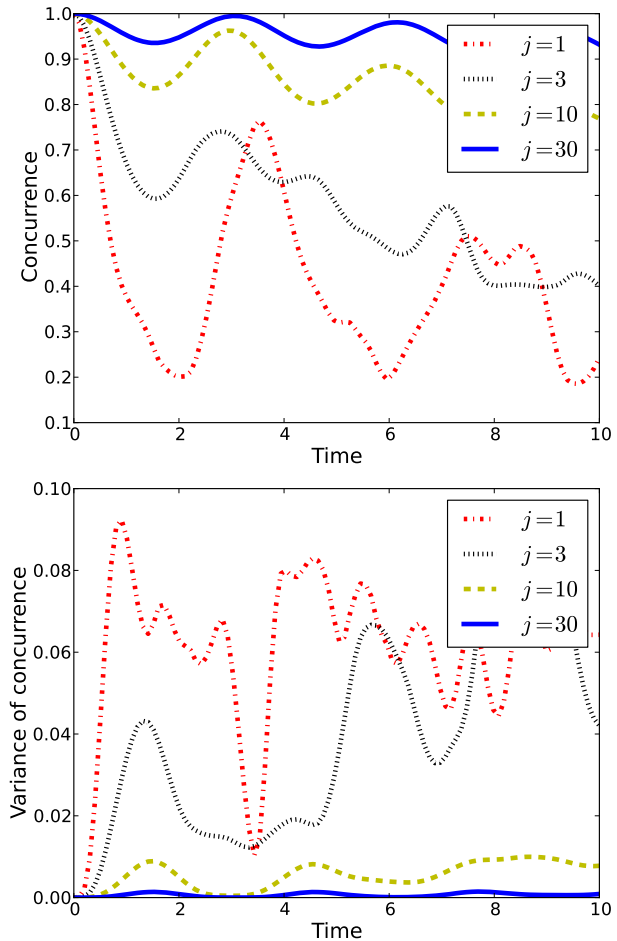 1.0
0.9
0.8
0.7
0.6
0.5
0.4
0.3
0.2
0.1
Concurrence
0 2 4 6 8 10
Time
j=1
j=3
j=10
j=30
0.10
0.08
0.06
0.04
0.02
0.00
Variance of concurrence
0 2 4 6 8 10
Time
j=1
j=3
j=10
j=30